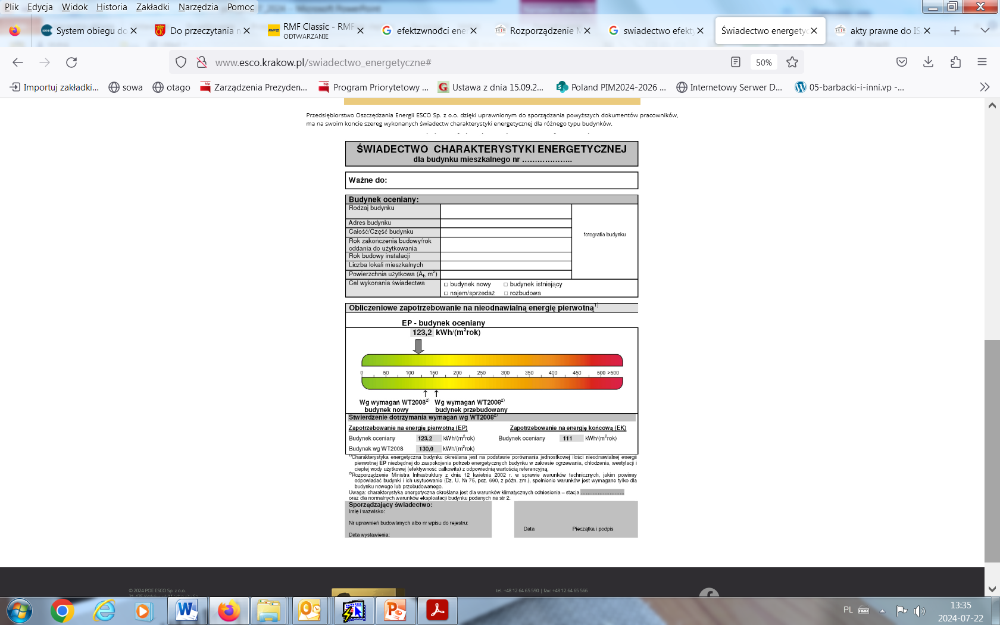 Plik Edycja Widok Historia Zakładki Narzędzia Pomoc
System obiegu do
Do przeczytania
RMF Classic - RMF
ODTWARZANIE
efektzwnođci ene
Rozporządzenie M
swiadectwo efekty
Świadectwo energetyc
akty prawne do IS
www.esco.krakow.pl/swiadectwo_energetyczne#
50%
Importuj zakładki...
sowa
otago
Zarządzenia Prezyden...
Program Priorytetowy ...
Ustawa z dnia 15.09.2...
Poland PIM2024-2026 ...
Internetowy Serwer D...
05-barbacki-i-inni.vp -...
Przedsiębiorstwo Oszczędzania Energii ESCO Sp. z o.o. dzięki uprawnionym do sporządzania powyższych dokumentów pracowników,
ma na swoim koncie szereg wykonanych świadectw charakterystyki energetycznej dla różnego typu budynków.
ŚWIADECTWO CHARAKTERYSTYKI ENERGETYCZNEJ
dla budynku mieszkalnego nr ...................
Ważne do:
Budynek oceniany:
Rodzaj budynku
Adres budynku
Całość/Część budynku
Rok zakończenia budowy/rok
oddania do użytkowania
Rok budowy instalacji
Liczba lokali mieszkalnych
Powierzchnia użytkowa (Af, m²)
fotografia budynku
Cel wykonania świadectwa
□ budynek nowy □ budynek istniejący
□ najem/sprzedaż □ rozbudowa
Obliczeniowe zapotrzebowanie na nieodnawialną energię pierwotną¹⁾
EP - budynek oceniany
123,2 kWh/(m²rok)
0 50 100 150 200 250 300 350 400 450 500 >500
Wg wymagań WT2008²⁾ Wg wymagań WT2008²⁾
budynek nowy budynek przebudowany
Stwierdzenie dotrzymania wymagań wg WT2008²⁾
Zapotrzebowanie na energię pierwotną (EP) Zapotrzebowanie na energię końcową (EK)
Budynek oceniany 123,2 kWh/(m²rok) Budynek oceniany 111 kWh/(m²rok)
Budynek wg WT2008 130,0 kWh/(m²rok)
¹⁾Charakterystyka energetyczna budynku określana jest na podstawie porównania jednostkowej ilości nieodnawialnej energii
pierwotnej EP niezbędnej do zaspokojenia potrzeb energetycznych budynku w zakresie ogrzewania, chłodzenia, wentylacji i
ciepłej wody użytkowej (efektywność całkowita) z odpowiednią wartością referencyjną.
²⁾Rozporządzenie Ministra Infrastruktury z dnia 12 kwietnia 2002 r. w sprawie warunków technicznych, jakim powinny
odpowiadać budynki i ich usytuowanie (Dz. U. Nr 75, poz. 690, z późn. zm.), spełnienie warunków jest wymagane tylko dla
budynku nowego lub przebudowanego.
Uwaga: charakterystyka energetyczna określana jest dla warunków klimatycznych odniesienia – stacja ..........................
oraz dla normalnych warunków eksploatacji budynku podanych na str 2.
Sporządzający świadectwo:
Imię i nazwisko:
Nr uprawnień budowlanych albo nr wpisu do rejestru:
Data wystawienia:
Data Pieczątka i podpis
© 2024 POE ESCO Sp. z o.o.
tel. +48 12 64 65 590 | fax: +48 12 64 65 566
PL
13:35
2024-07-22